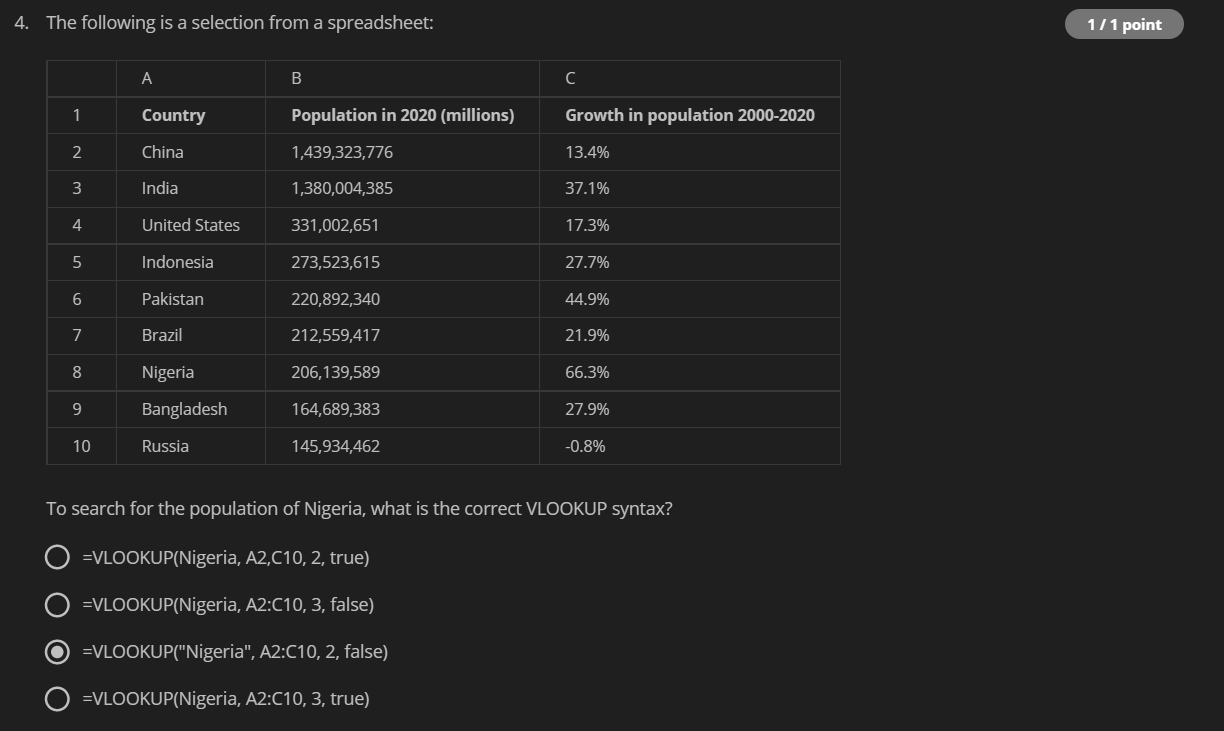 4. The following is a selection from a spreadsheet:
1 / 1 point
A B C
1 Country Population in 2020 (millions) Growth in population 2000-2020
2 China 1,439,323,776 13.4%
3 India 1,380,004,385 37.1%
4 United States 331,002,651 17.3%
5 Indonesia 273,523,615 27.7%
6 Pakistan 220,892,340 44.9%
7 Brazil 212,559,417 21.9%
8 Nigeria 206,139,589 66.3%
9 Bangladesh 164,689,383 27.9%
10 Russia 145,934,462 -0.8%
To search for the population of Nigeria, what is the correct VLOOKUP syntax?
=VLOOKUP(Nigeria, A2,C10, 2, true)
=VLOOKUP(Nigeria, A2:C10, 3, false)
=VLOOKUP("Nigeria", A2:C10, 2, false)
=VLOOKUP(Nigeria, A2:C10, 3, true)